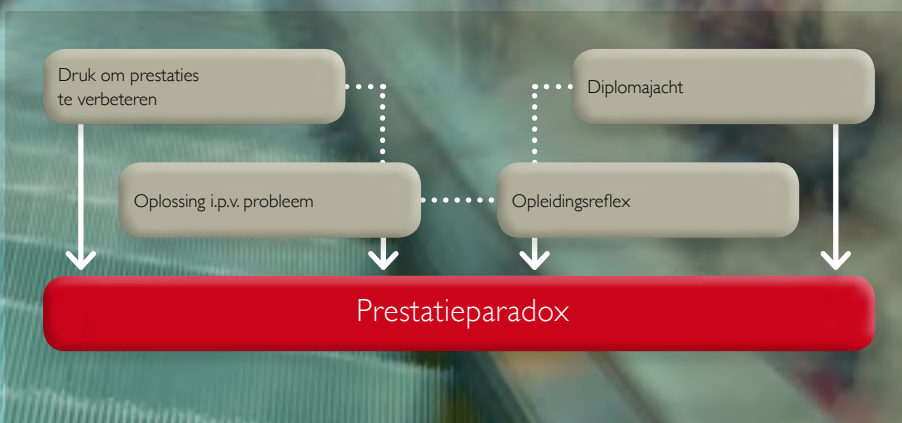 Druk om prestaties
te verbeteren
Diplomajacht
Oplossing i.p.v. probleem
Opleidingsreflex
Prestatieparadox